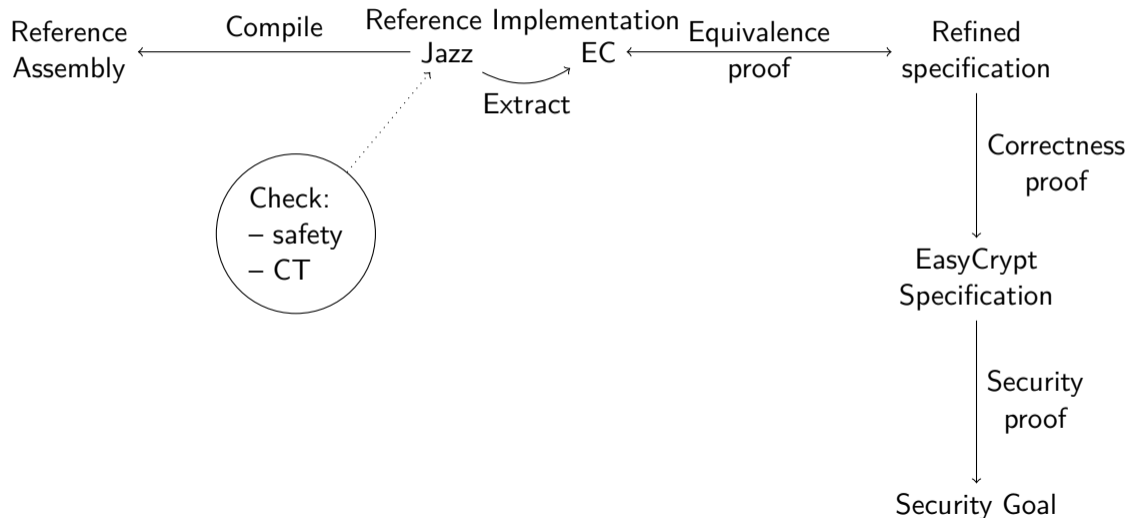 Reference
Assembly
Compile
Reference Implementation
Jazz
EC
Extract
Equivalence
proof
Refined
specification
Correctness
proof
Check:
– safety
– CT
EasyCrypt
Specification
Security
proof
Security Goal